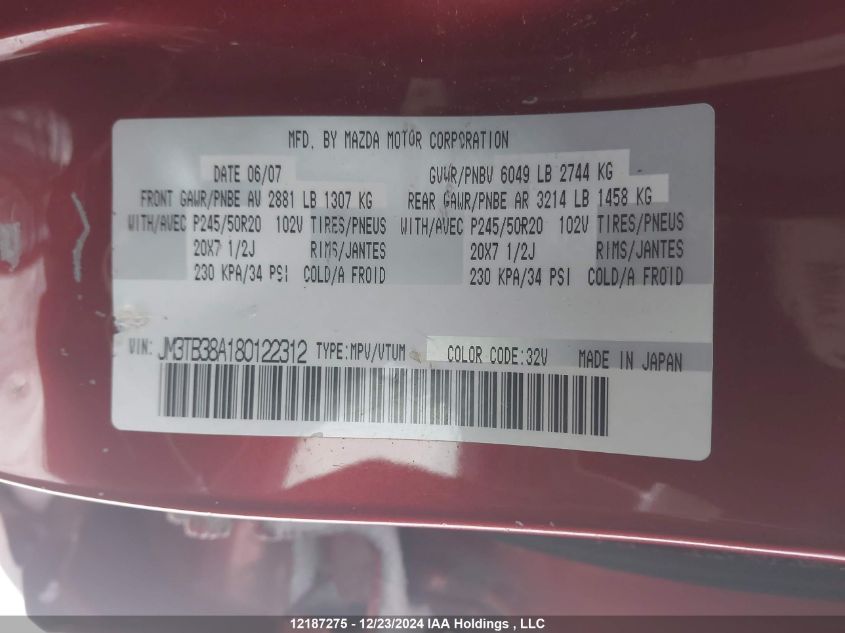 MFD. BY MAZDA MOTOR CORPORATION
DATE 06/07 GVWR/PNBV 6049 LB 2744 KG
FRONT GAWR/PNBE AV 2881 LB 1307 KG REAR GAWR/PNBE AR 3214 LB 1458 KG
WITH/AVEC P245/50R20 102V TIRES/PNEUS WITH/AVEC P245/50R20 102V TIRES/PNEUS
20X7 1/2J RIMS/JANTES 20X7 1/2J RIMS/JANTES
230 KPA/34 PSI COLD/A FROID 230 KPA/34 PSI COLD/A FROID
VIN: JM3TB38A180122312 TYPE:MPV/VTUM COLOR CODE:32V MADE IN JAPAN
12187275 - 12/23/2024 IAA Holdings , LLC